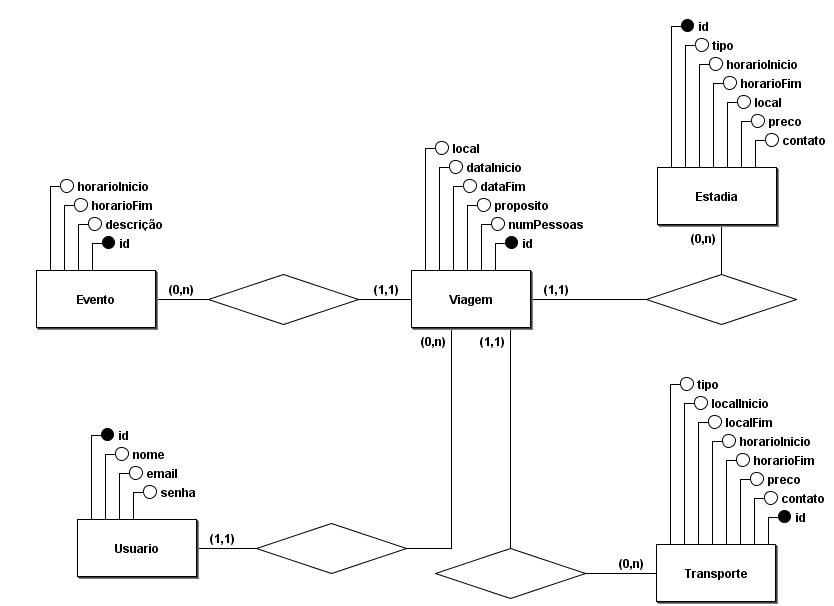 id
tipo
horarioInicio
horarioFim
local
preco
contato
Estadia
(0,n)
local
dataInicio
dataFim
proposito
numPessoas
id
horarioInicio
horarioFim
descrição
id
Evento
(0,n)
(1,1)
Viagem
(1,1)
(0,n)
(1,1)
tipo
localInicio
localFim
horarioInicio
horarioFim
preco
contato
id
Transporte
(0,n)
id
nome
email
senha
Usuario
(1,1)